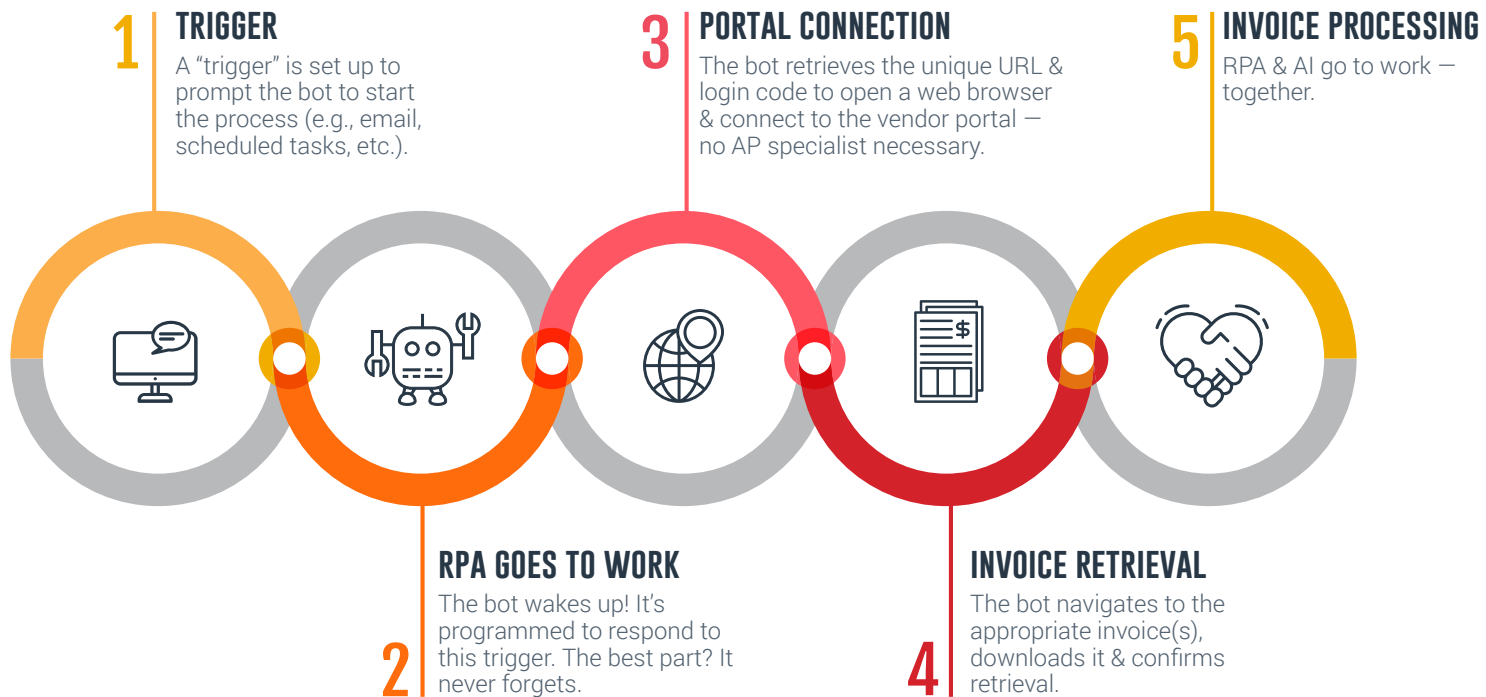 1
TRIGGER
A “trigger” is set up to
prompt the bot to start
the process (e.g., email,
scheduled tasks, etc.).
2
RPA GOES TO WORK
The bot wakes up! It’s
programmed to respond to
this trigger. The best part? It
never forgets.
3
PORTAL CONNECTION
The bot retrieves the unique URL &
login code to open a web browser
& connect to the vendor portal —
no AP specialist necessary.
4
INVOICE RETRIEVAL
The bot navigates to the
appropriate invoice(s),
downloads it & confirms
retrieval.
5
INVOICE PROCESSING
RPA & AI go to work —
together.
$